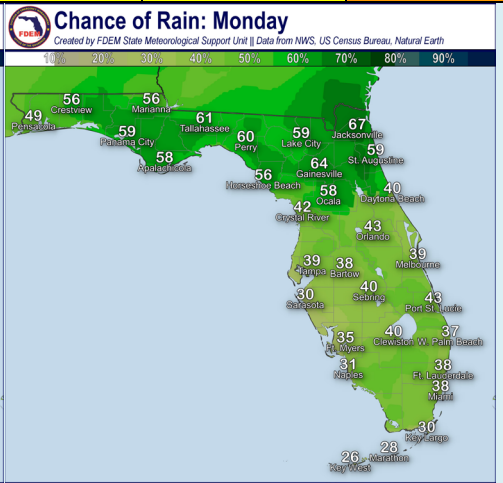 Chance of Rain: Monday
Created by FDEM State Meteorological Support Unit || Data from NWS, US Census Bureau, Natural Earth
FDEM
10% 20% 30% 40% 50% 60% 70% 80% 90%
49
Pensacola
56
Crestview
56
Marianna
59
Panama City
58
Apalachicola
61
Tallahassee
60
Perry
59
Lake City
67
Jacksonville
59
St. Augustine
64
Gainesville
56
Horseshoe Beach
58
Ocala
40
Daytona Beach
42
Crystal River
43
Orlando
39
Melbourne
39
Tampa
38
Bartow
30
Sarasota
40
Sebring
43
Port St. Lucie
35
Ft. Myers
40
Clewiston
37
W. Palm Beach
31
Naples
38
Ft. Lauderdale
38
Miami
30
Key Largo
28
Marathon
26
Key West